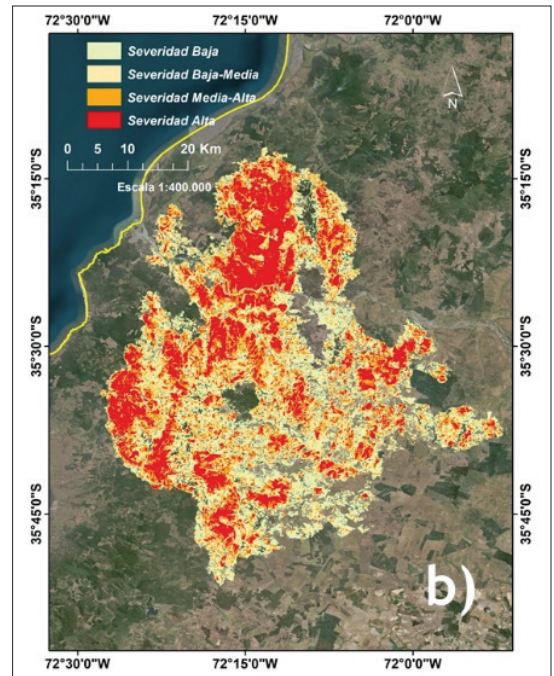 72°30'0"W 72°15'0"W 72°0'0"W
Severidad Baja
Severidad Baja-Media
Severidad Media-Alta
Severidad Alta
0 5 10 20 Km
Escala 1:400.000
N
35°15'0"S
35°15'0"S
35°30'0"S
35°30'0"S
35°45'0"S
35°45'0"S
b)
72°30'0"W 72°15'0"W 72°0'0"W